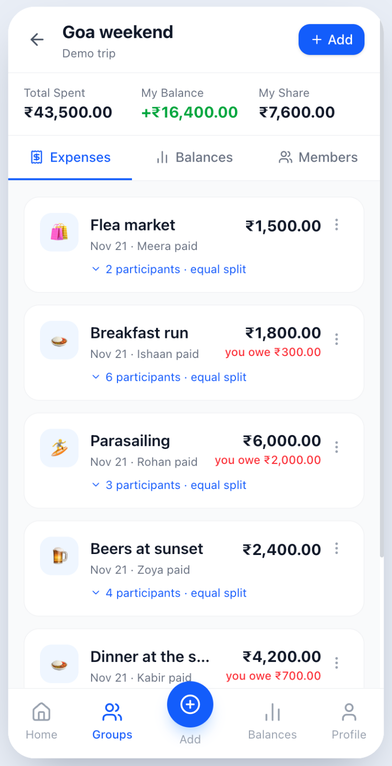 Goa weekend
Demo trip
+ Add
Total Spent
₹43,500.00
My Balance
+₹16,400.00
My Share
₹7,600.00
Expenses
Balances
Members
Flea market
₹1,500.00
Nov 21 · Meera paid
2 participants · equal split
Breakfast run
₹1,800.00
Nov 21 · Ishaan paid
you owe ₹300.00
6 participants · equal split
Parasailing
₹6,000.00
Nov 21 · Rohan paid
you owe ₹2,000.00
3 participants · equal split
Beers at sunset
₹2,400.00
Nov 21 · Zoya paid
4 participants · equal split
Dinner at the s...
₹4,200.00
Nov 21 · Kabir paid
you owe ₹700.00
Home
Groups
Add
Balances
Profile